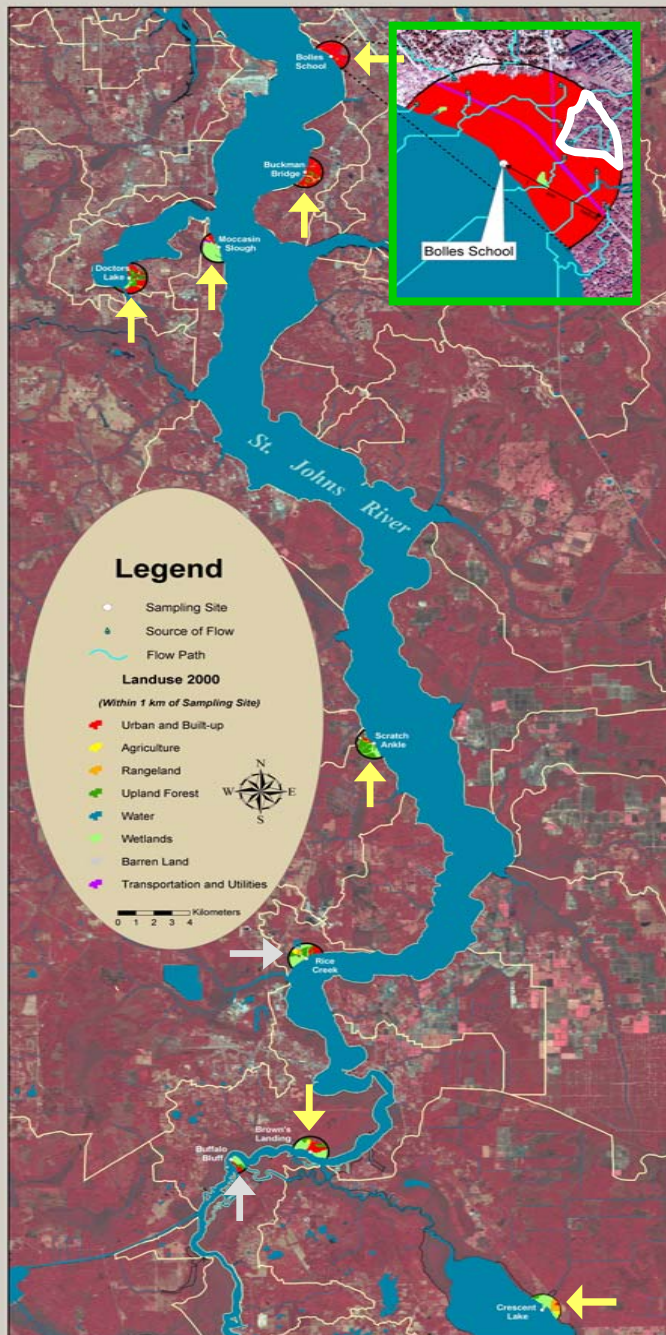 Bolles
School
Bolles School
Buckman
Bridge
Moccasin
Slough
Doctors
Lake
St. Johns River
Legend
Sampling Site
Source of Flow
Flow Path
Landuse 2000
(Within 1 km of Sampling Site)
Urban and Built-up
Agriculture
Rangeland
Upland Forest
Water
Wetlands
Barren Land
Transportation and Utilities
N
W E
S
Kilometers
0 1 2 3 4
Scratch
Ankle
Rice
Creek
Brown's
Landing
Buffalo
Bluff
Crescent
Lake